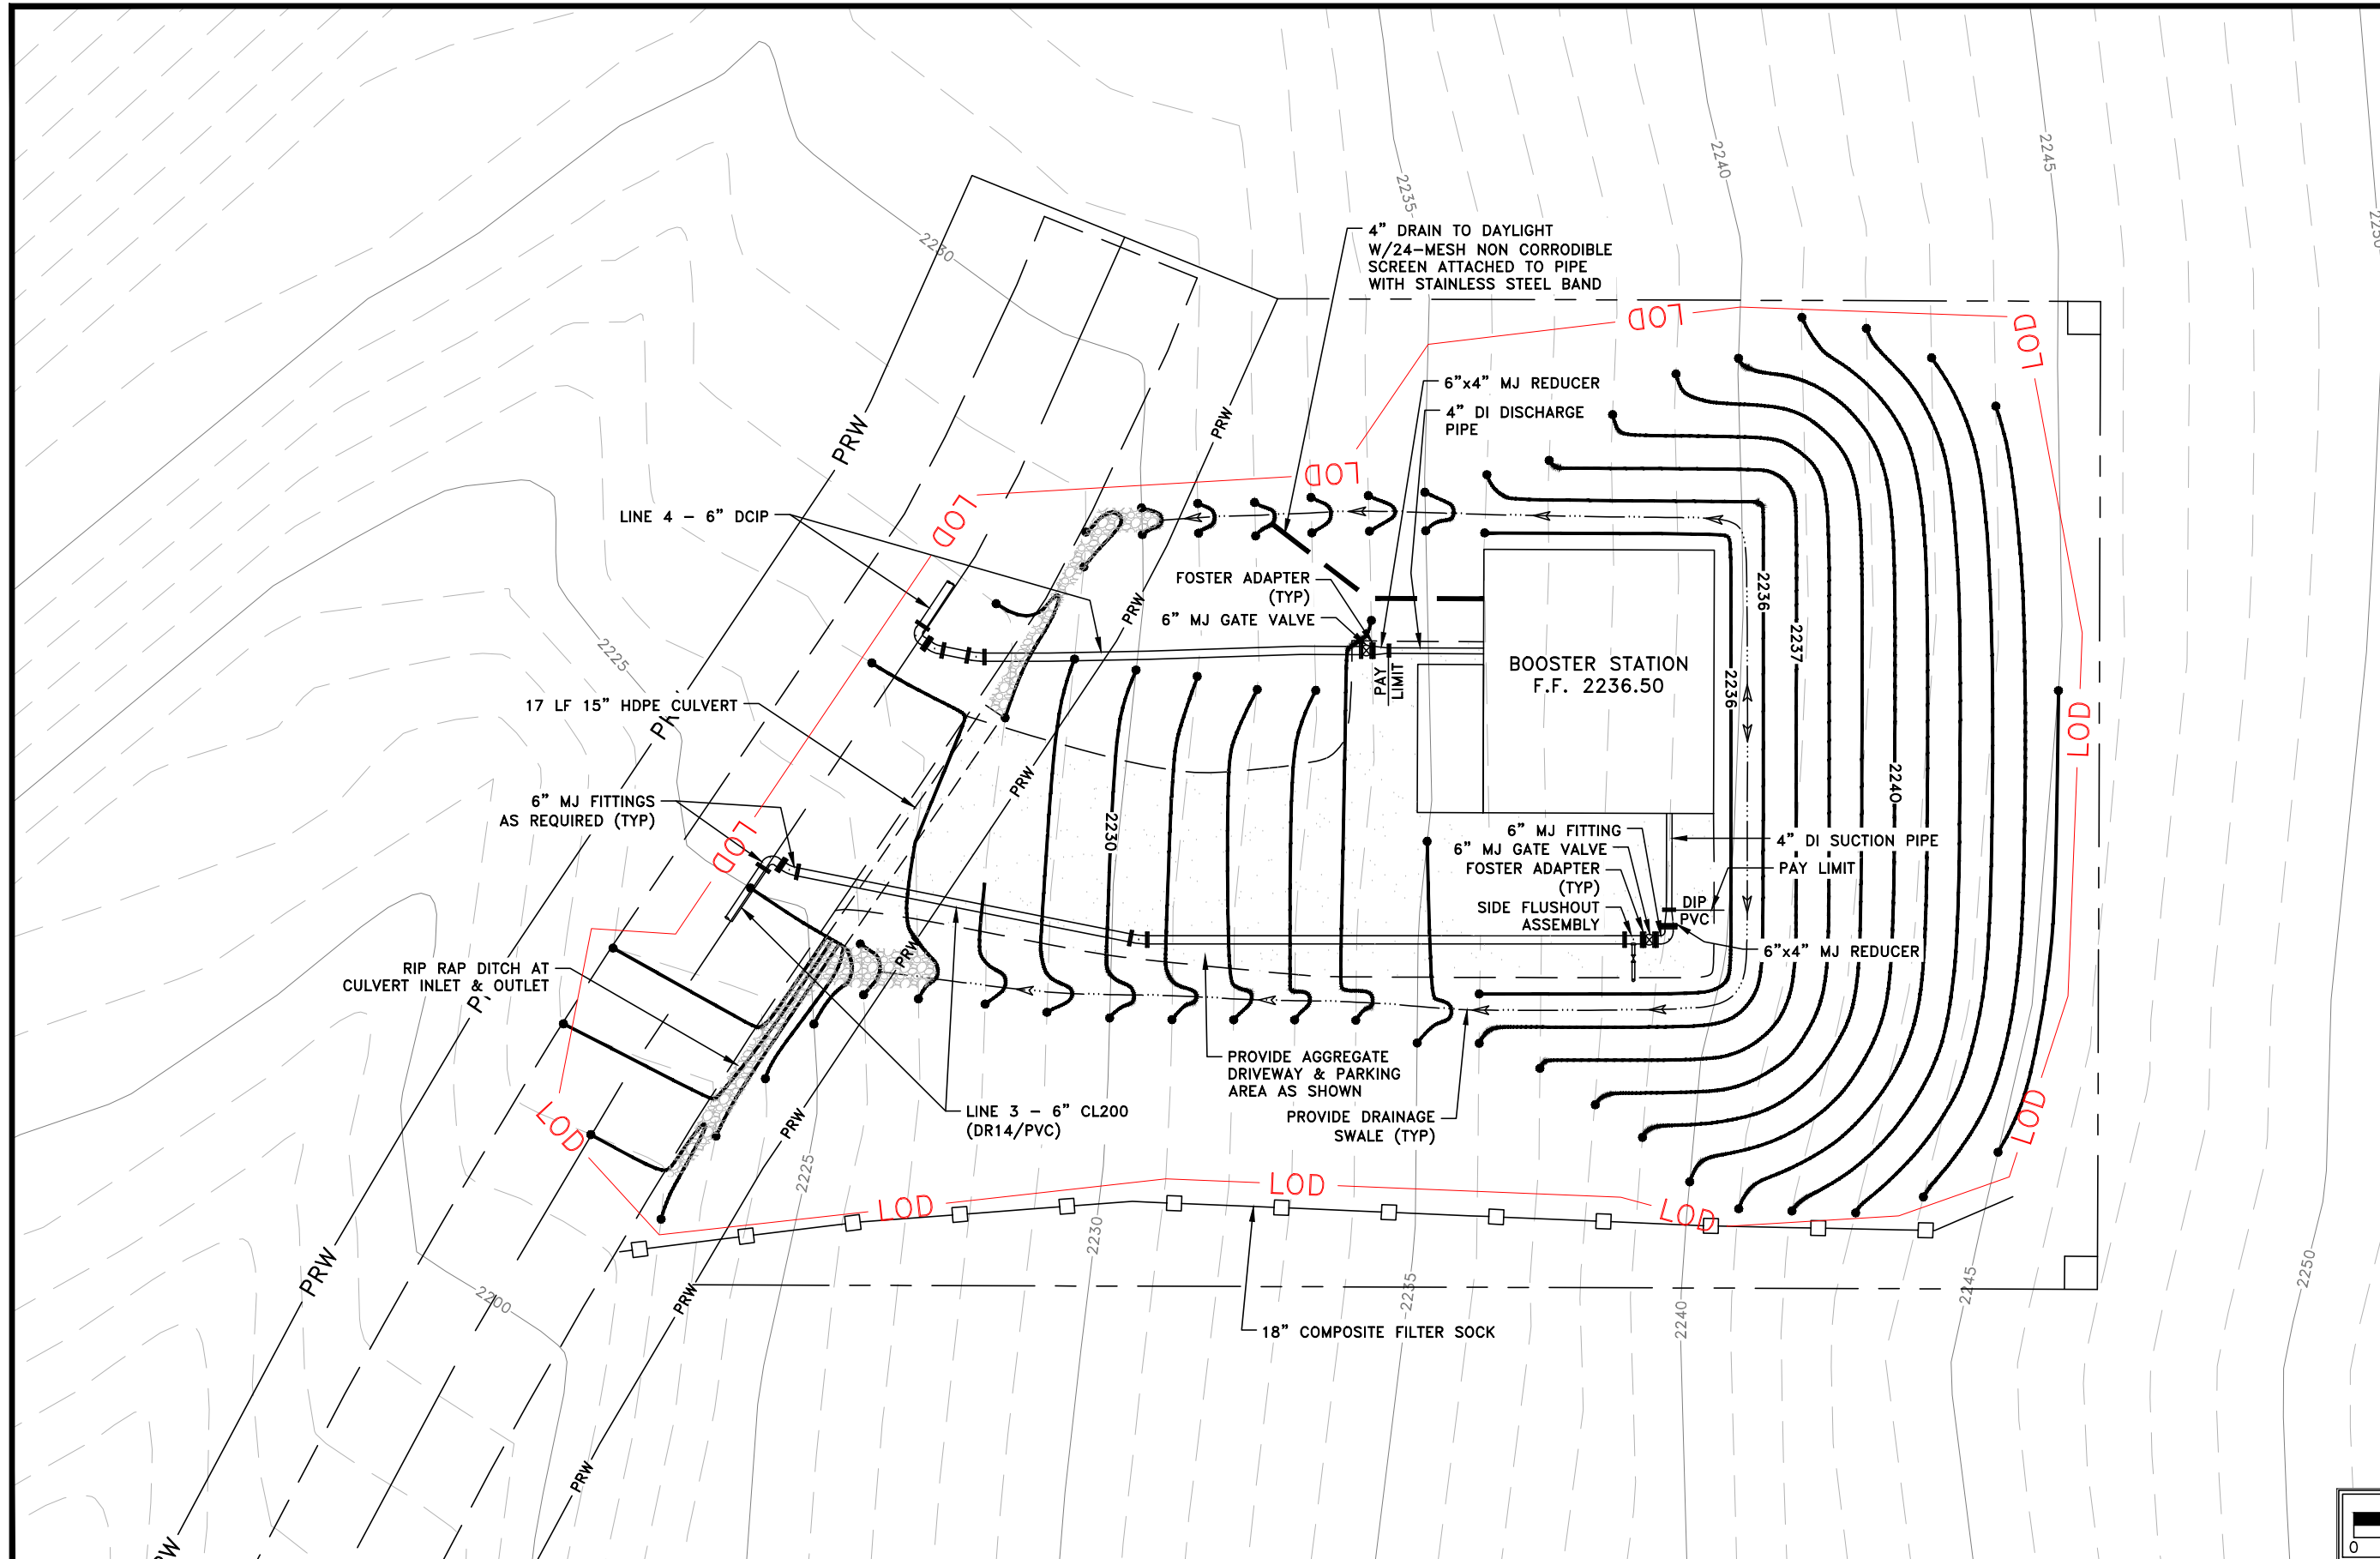 2230
2235
2240
2245
4” DRAIN TO DAYLIGHT
W/24-MESH NON CORRODIBLE
SCREEN ATTACHED TO PIPE
WITH STAINLESS STEEL BAND
LOD
LOD
6”x4” MJ REDUCER
4” DI DISCHARGE
PIPE
PRW
PRW
LOD
LOD
LINE 4 - 6” DCIP
FOSTER ADAPTER
(TYP)
6” MJ GATE VALVE
PRW
PAY
LIMIT
BOOSTER STATION
F.F. 2236.50
2236
2236
2237
2225
17 LF 15” HDPE CULVERT
LOD
PRW
2240
6” MJ FITTINGS
AS REQUIRED (TYP)
LOD
2230
6” MJ FITTING
6” MJ GATE VALVE
FOSTER ADAPTER
(TYP)
SIDE FLUSHOUT
ASSEMBLY
4” DI SUCTION PIPE
PAY LIMIT
DIP
PVC
6”x4” MJ REDUCER
PRW
RIP RAP DITCH AT
CULVERT INLET & OUTLET
PROVIDE AGGREGATE
DRIVEWAY & PARKING
AREA AS SHOWN
LINE 3 - 6” CL200
(DR14/PVC)
PROVIDE DRAINAGE
SWALE (TYP)
LOD
PRW
LOD
2225
LOD
LOD
LOD
2230
2235
2240
2245
2250
PRW
PRW
2200
18” COMPOSITE FILTER SOCK
PRW
0